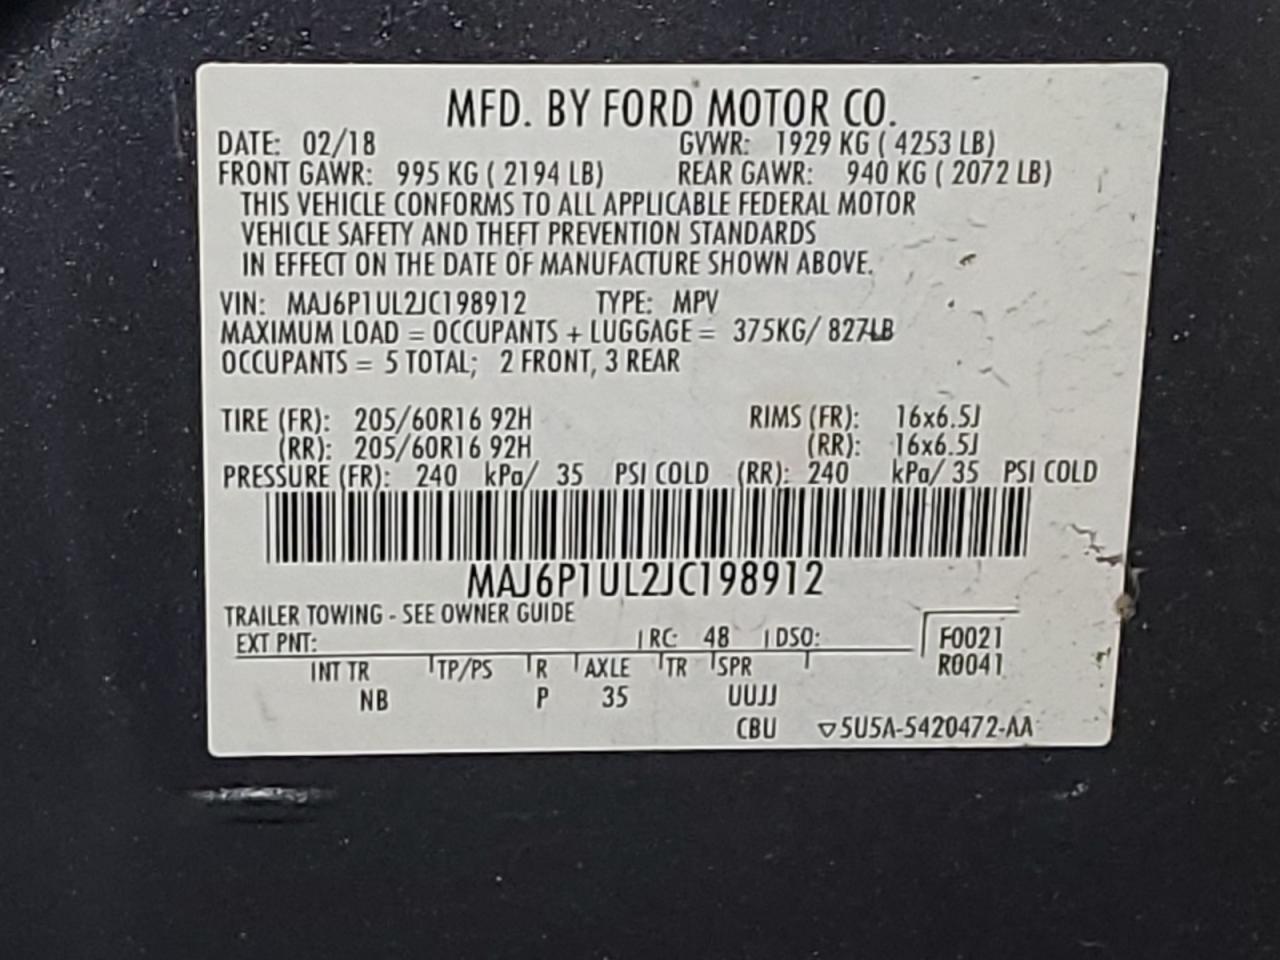 MFD. BY FORD MOTOR CO.
DATE: 02/18 GVWR: 1929 KG ( 4253 LB)
FRONT GAWR: 995 KG ( 2194 LB) REAR GAWR: 940 KG ( 2072 LB)
THIS VEHICLE CONFORMS TO ALL APPLICABLE FEDERAL MOTOR
VEHICLE SAFETY AND THEFT PREVENTION STANDARDS
IN EFFECT ON THE DATE OF MANUFACTURE SHOWN ABOVE.
VIN: MAJ6P1UL2JC198912 TYPE: MPV
MAXIMUM LOAD = OCCUPANTS + LUGGAGE = 375KG/ 827LB
OCCUPANTS = 5 TOTAL; 2 FRONT, 3 REAR
TIRE (FR): 205/60R16 92H RIMS (FR): 16x6.5J
(RR): 205/60R16 92H (RR): 16x6.5J
PRESSURE (FR): 240 kPa/ 35 PSI COLD (RR): 240 kPa/ 35 PSI COLD
MAJ6P1UL2JC198912
TRAILER TOWING - SEE OWNER GUIDE
EXT PNT: RC: 48 DSO: F0021
INT TR TP/PS R AXLE TR SPR R0041
NB P 35 UUJJ
CBU ▽5U5A-5420472-AA